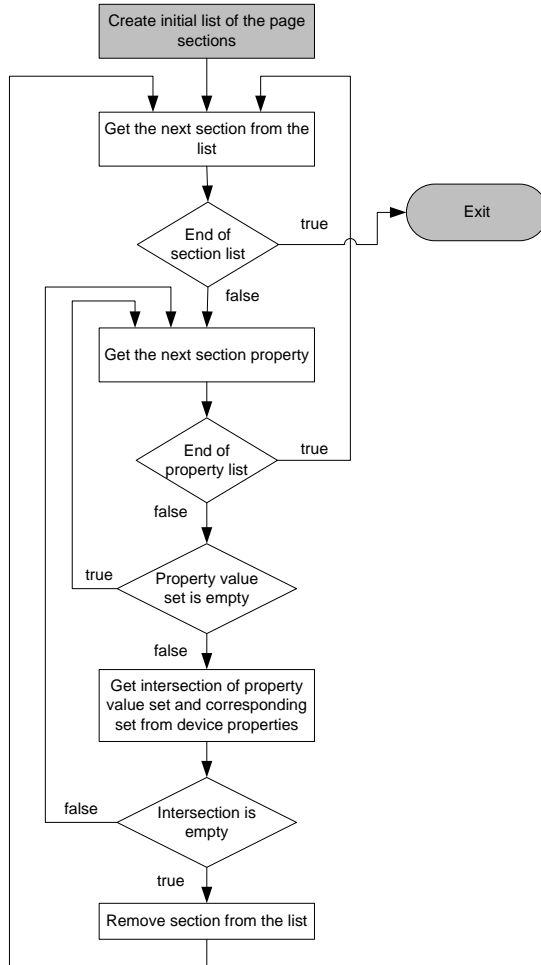 Create initial list of the page
sections
Get the next section from the
list
Exit
true
End of
section list
false
Get the next section property
End of
property list
true
false
true
Property value
set is empty
false
Get intersection of property
value set and corresponding
set from device properties
false
Intersection is
empty
true
Remove section from the list